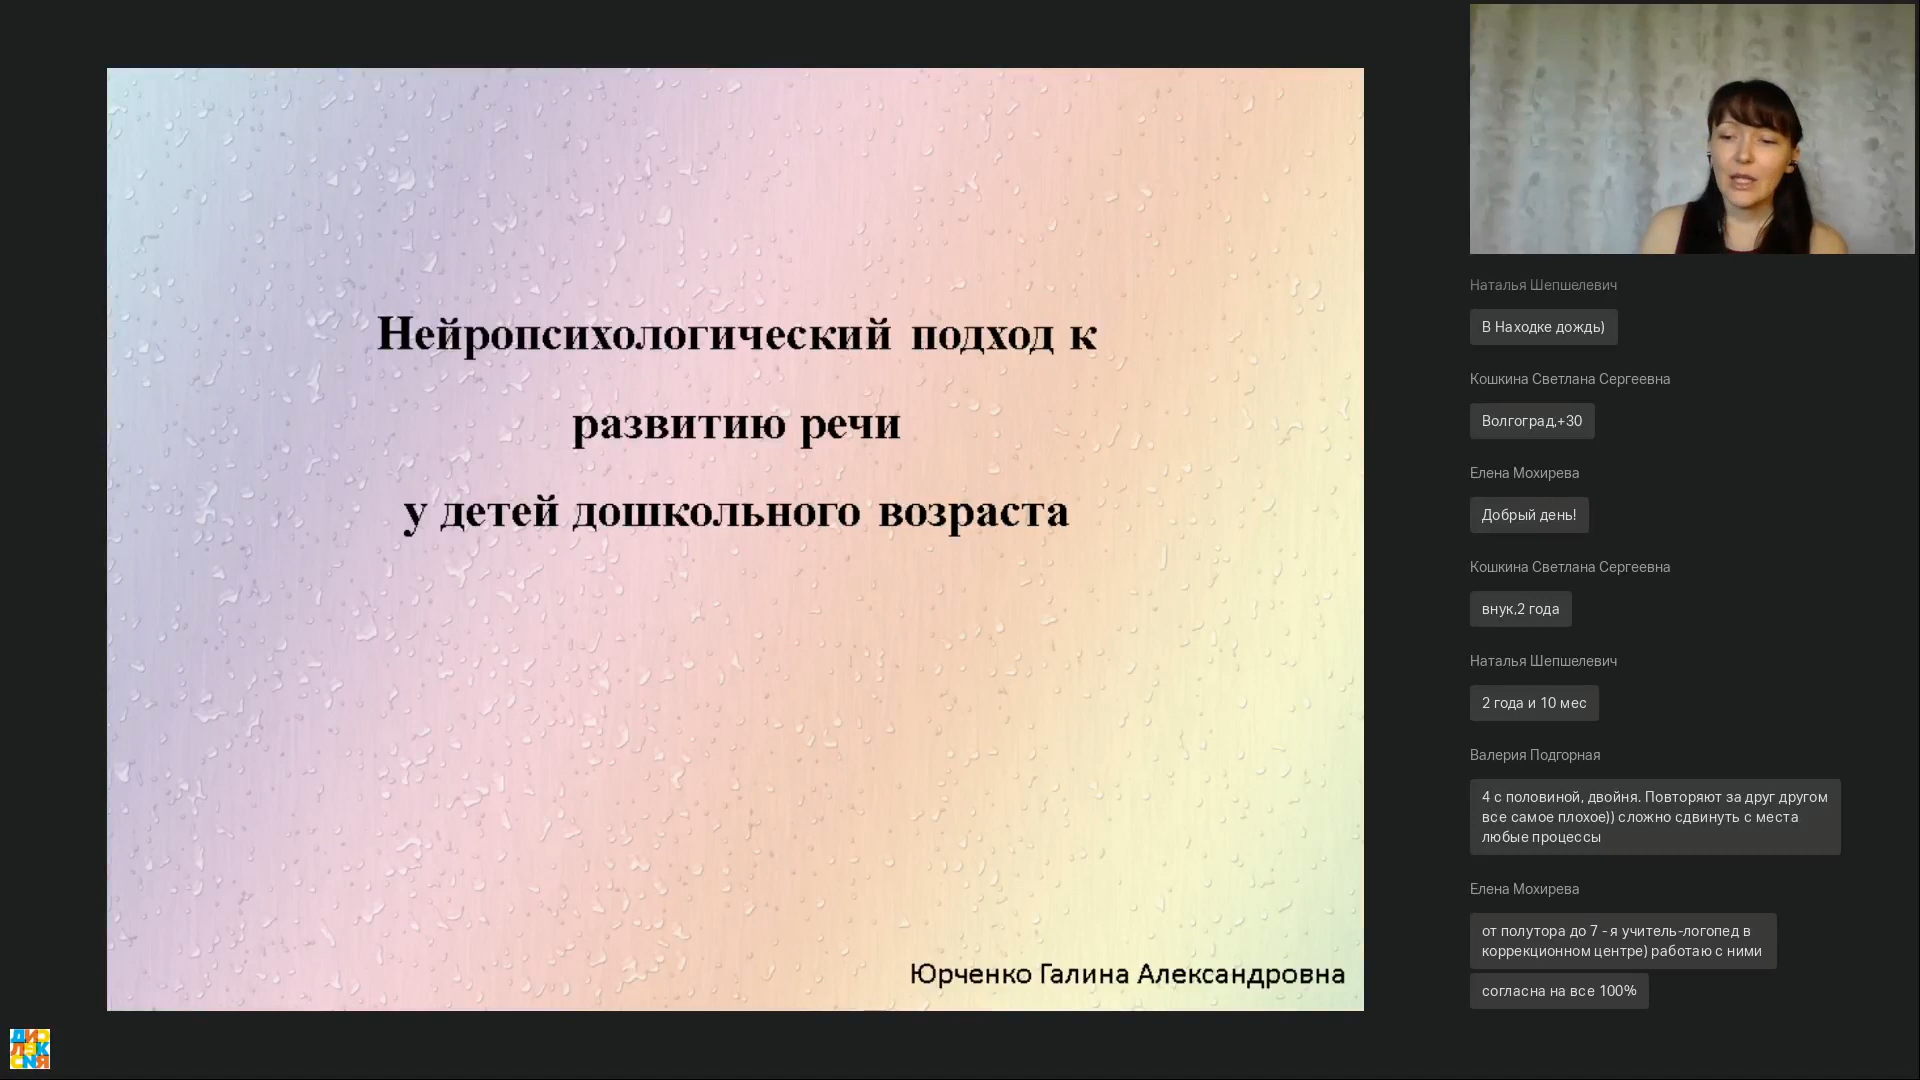 Нейропсихологический подход к
развитию речи
у детей дошкольного возраста
Юрченко Галина Александровна
Наталья Шепшелевич
В Находке дождь)
Кошкина Светлана Сергеевна
Волгоград,+30
Елена Мохирева
Добрый день!
Кошкина Светлана Сергеевна
внук,2 года
Наталья Шепшелевич
2 года и 10 мес
Валерия Подгорная
4 с половиной, двойня. Повторяют за друг другом
все самое плохое)) сложно сдвинуть с места
любые процессы
Елена Мохирева
от полутора до 7 - я учитель-логопед в
коррекционном центре) работаю с ними
согласна на все 100%
ДИС
ЛЕК
СИЯ